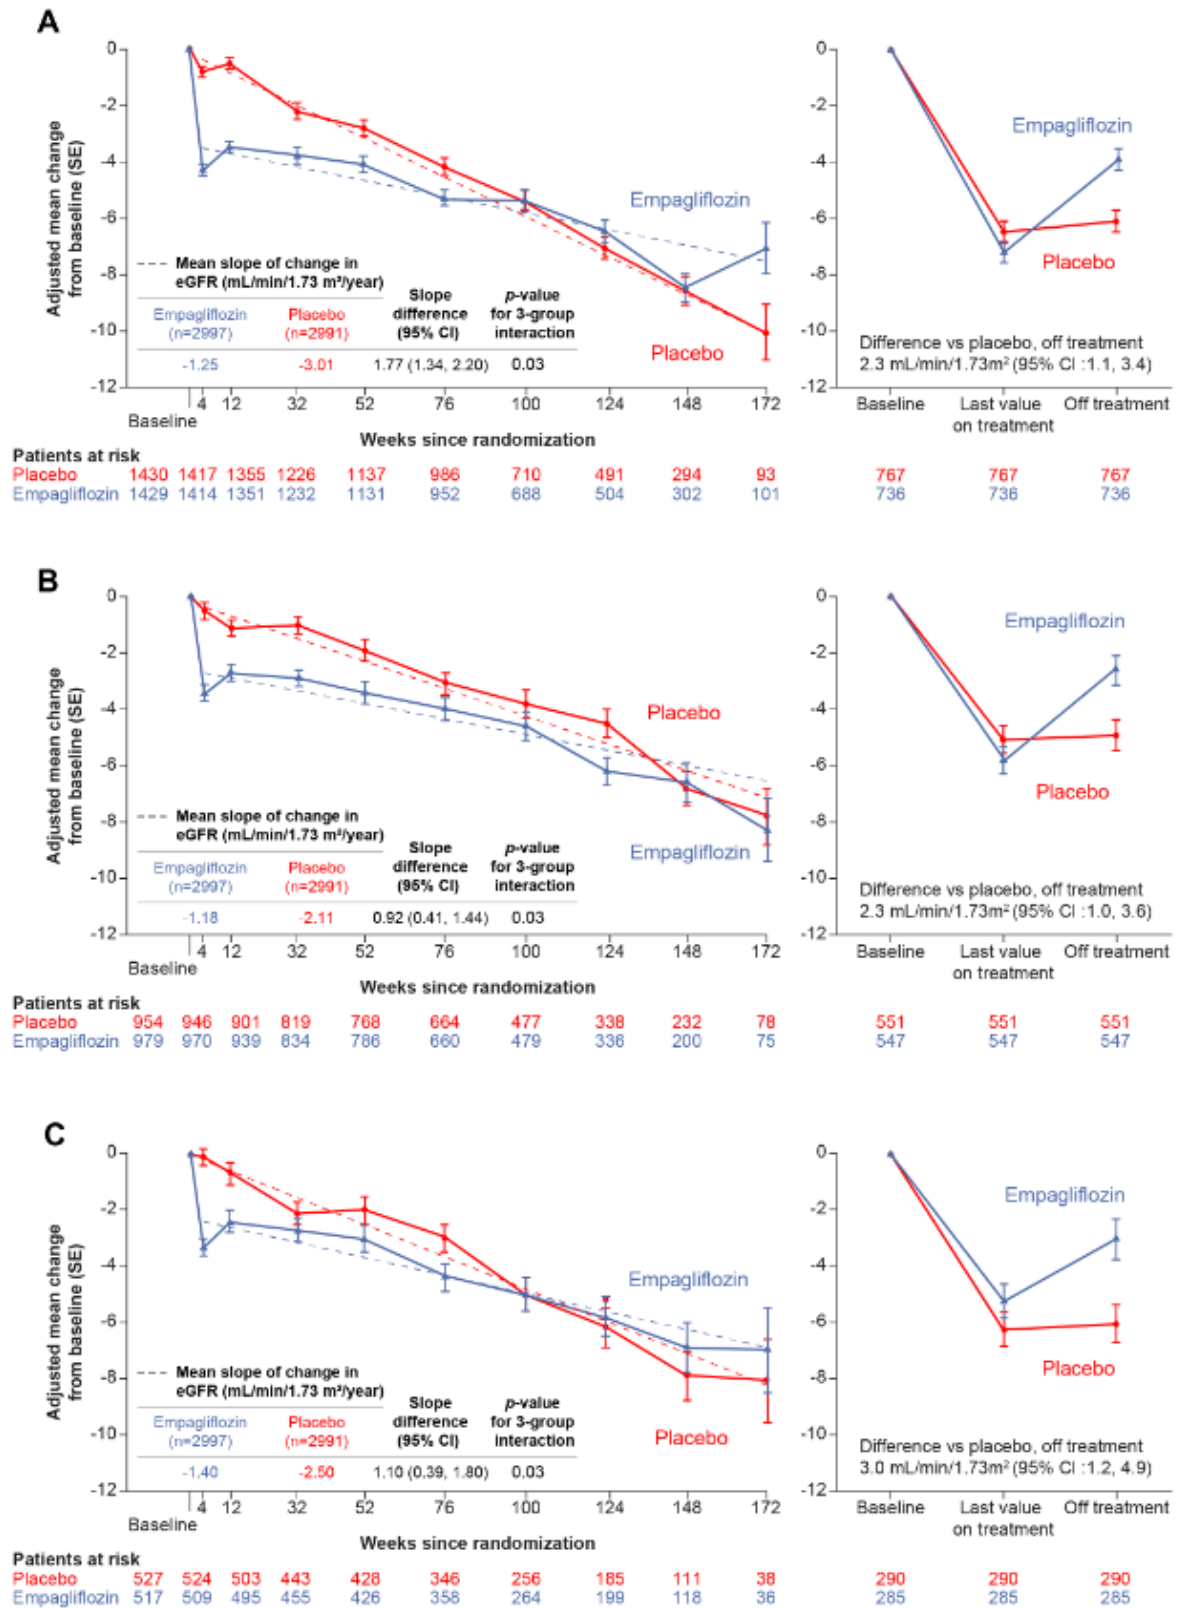 A
Adjusted mean change
from baseline (SE)
0
-2
-4
-6
-8
-10
-12
Empagliflozin
Placebo
Mean slope of change in
eGFR (mL/min/1.73 m²/year)
Empagliflozin
(n=2997)
Placebo
(n=2991)
Slope
difference
(95% CI)
p-value
for 3-group
interaction
-1.25 -3.01 1.77 (1.34, 2.20) 0.03
Baseline 4 12 32 52 76 100 124 148 172
Weeks since randomization
0
-2
-4
-6
-8
-10
-12
Empagliflozin
Placebo
Difference vs placebo, off treatment
2.3 mL/min/1.73m² (95% CI :1.1, 3.4)
Baseline
Last value
on treatment
Off treatment
Patients at risk
Placebo 1430 1417 1355 1226 1137 986 710 491 294 93 767 767 767
Empagliflozin 1429 1414 1351 1232 1131 952 688 504 302 101 736 736 736
B
Adjusted mean change
from baseline (SE)
0
-2
-4
-6
-8
-10
-12
Placebo
Empagliflozin
Mean slope of change in
eGFR (mL/min/1.73 m²/year)
Empagliflozin
(n=2997)
Placebo
(n=2991)
Slope
difference
(95% CI)
p-value
for 3-group
interaction
-1.18 -2.11 0.92 (0.41, 1.44) 0.03
Baseline 4 12 32 52 76 100 124 148 172
Weeks since randomization
0
-2
-4
-6
-8
-10
-12
Empagliflozin
Placebo
Difference vs placebo, off treatment
2.3 mL/min/1.73m² (95% CI :1.0, 3.6)
Baseline
Last value
on treatment
Off treatment
Patients at risk
Placebo 954 946 901 819 768 664 477 338 232 78 551 551 551
Empagliflozin 979 970 939 834 786 660 479 336 200 75 547 547 547
C
Adjusted mean change
from baseline (SE)
0
-2
-4
-6
-8
-10
-12
Empagliflozin
Placebo
Mean slope of change in
eGFR (mL/min/1.73 m²/year)
Empagliflozin
(n=2997)
Placebo
(n=2991)
Slope
difference
(95% CI)
p-value
for 3-group
interaction
-1.40 -2.50 1.10 (0.39, 1.80) 0.03
Baseline 4 12 32 52 76 100 124 148 172
Weeks since randomization
0
-2
-4
-6
-8
-10
-12
Empagliflozin
Placebo
Difference vs placebo, off treatment
3.0 mL/min/1.73m² (95% CI :1.2, 4.9)
Baseline
Last value
on treatment
Off treatment
Patients at risk
Placebo 527 524 503 443 428 346 256 185 111 38 290 290 290
Empagliflozin 517 509 495 455 426 358 264 199 118 36 285 285 285